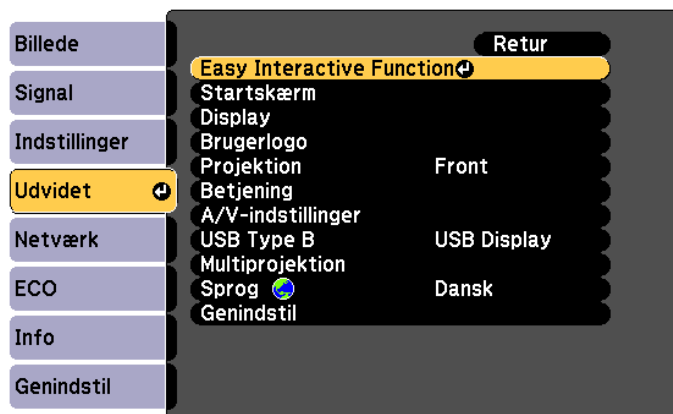 Billede
Signal
Indstillinger
Udvidet
Netværk
ECO
Info
Genindstil
Retur
Easy Interactive Function
Startskærm
Display
Brugerlogo
Projektion Front
Betjening
A/V-indstillinger
USB Type B USB Display
Multiprojektion
Sprog Dansk
Genindstil